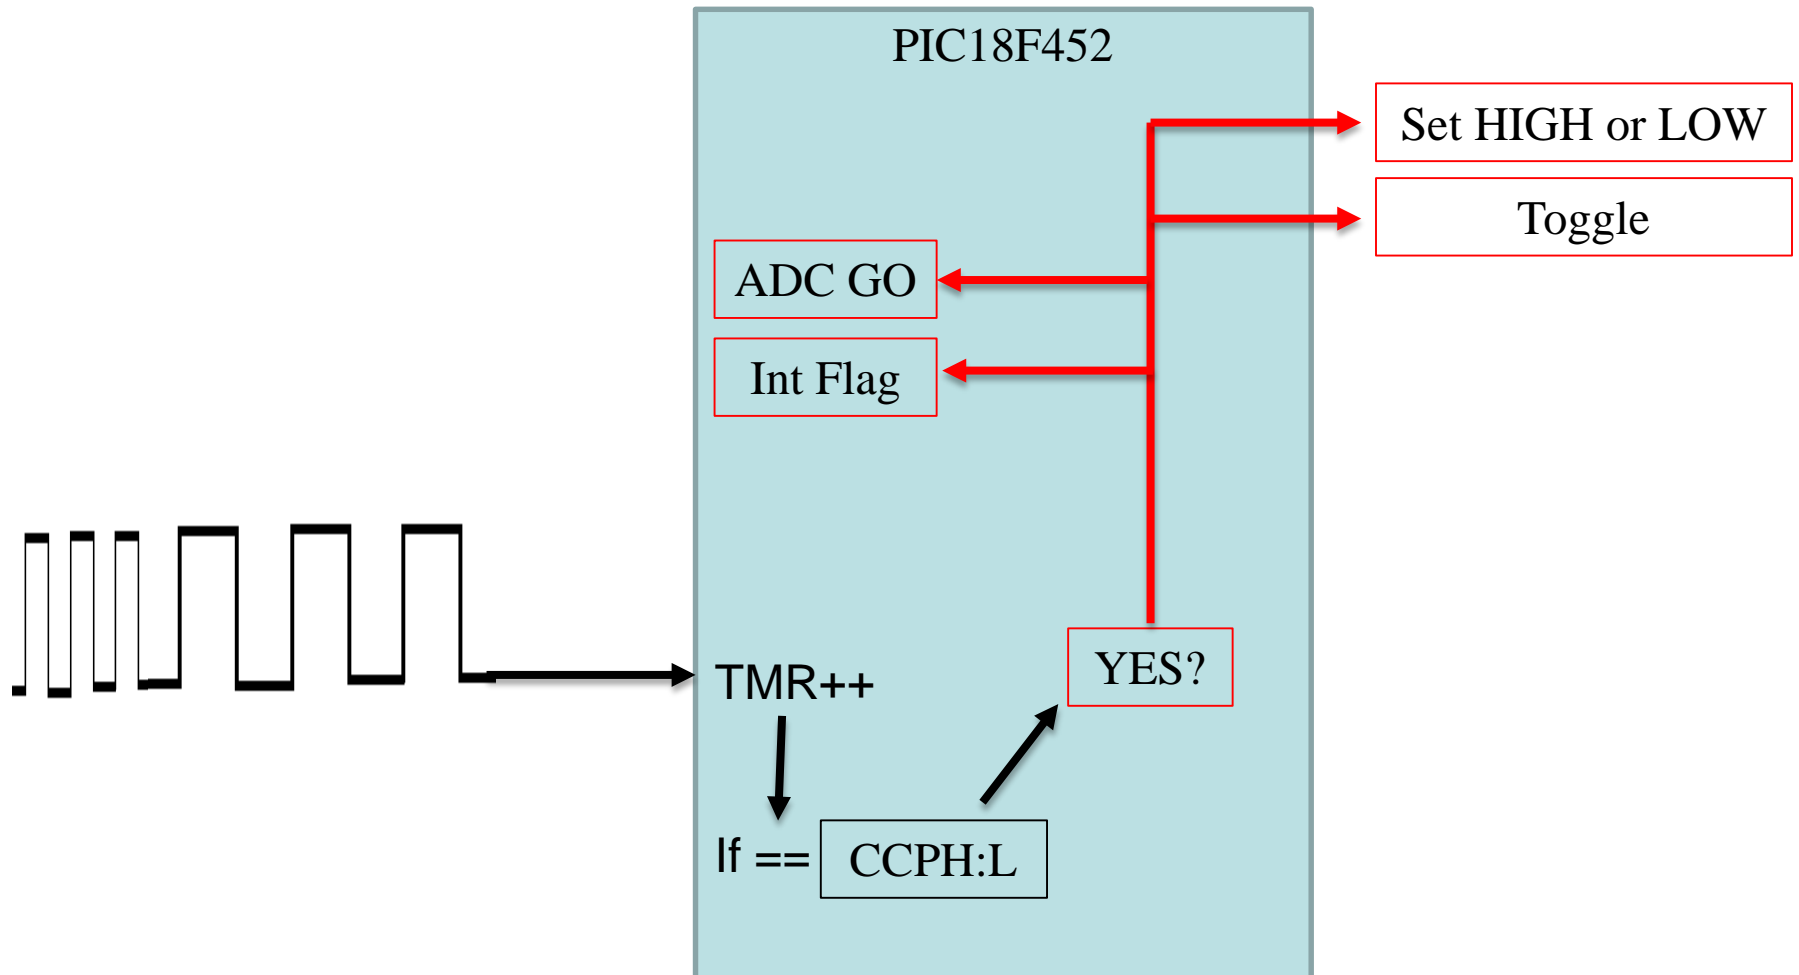 PIC18F452
Set HIGH or LOW
Toggle
ADC GO
Int Flag
YES?
TMR++
If == CCPH:L